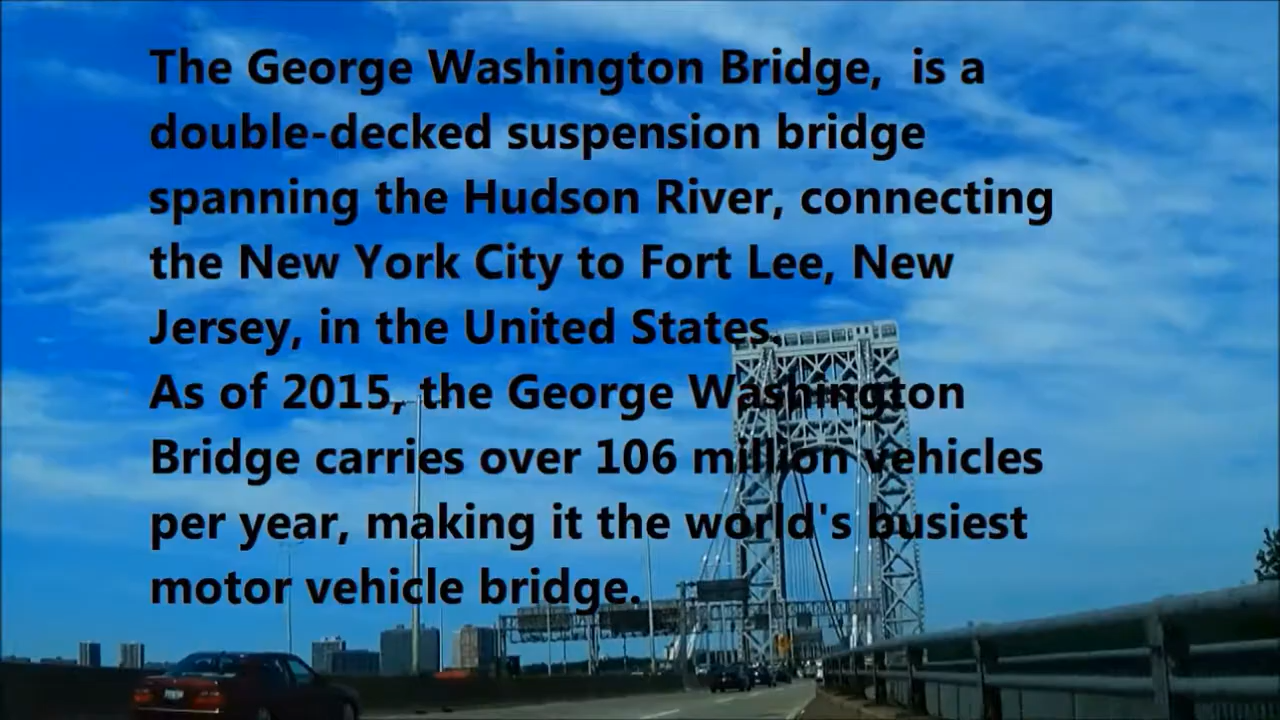 The George Washington Bridge,  is a
double-decked suspension bridge
spanning the Hudson River, connecting
the New York City to Fort Lee, New
Jersey, in the United States.
As of 2015, the George Washington
Bridge carries over 106 million vehicles
per year, making it the world's busiest
motor vehicle bridge.